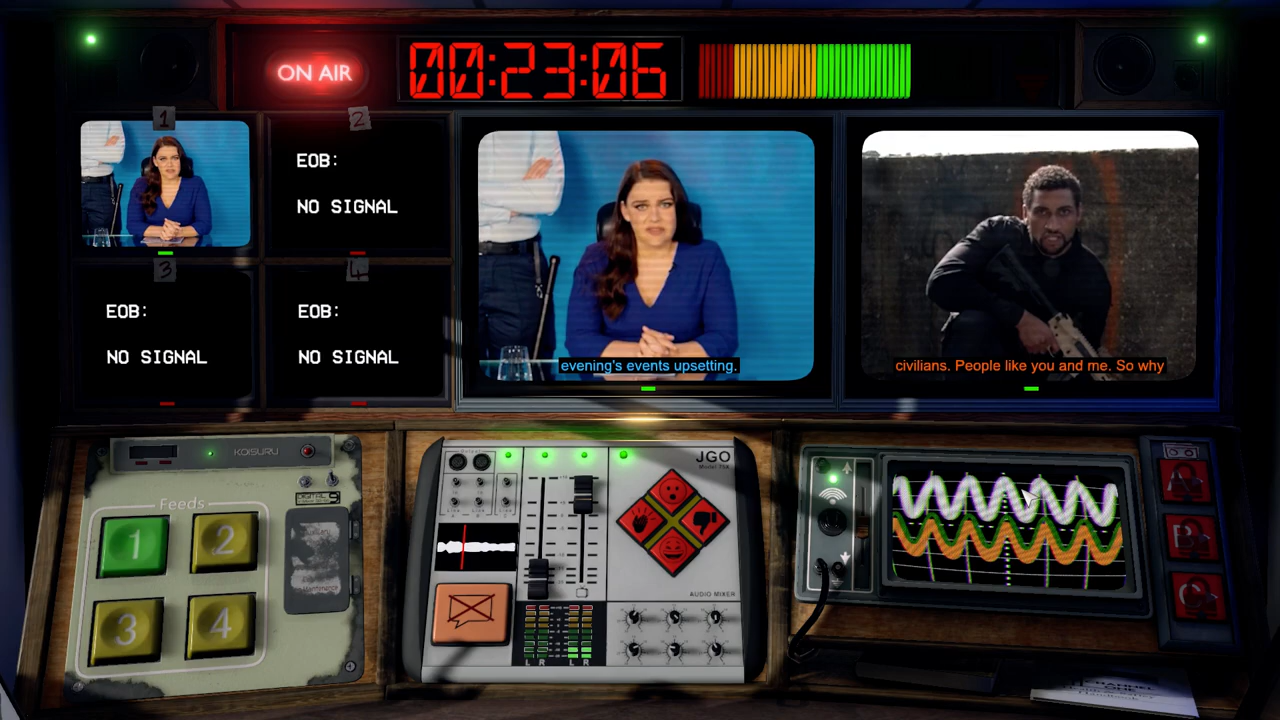 ON AIR
00:23:06
1
2
EOB:
NO SIGNAL
3
4
EOB:
NO SIGNAL
EOB:
NO SIGNAL
evening's events upsetting.
civilians. People like you and me. So why
KOISURU
Feeds
1
2
3
4
JGO
AUDIO MIXER
L R L R